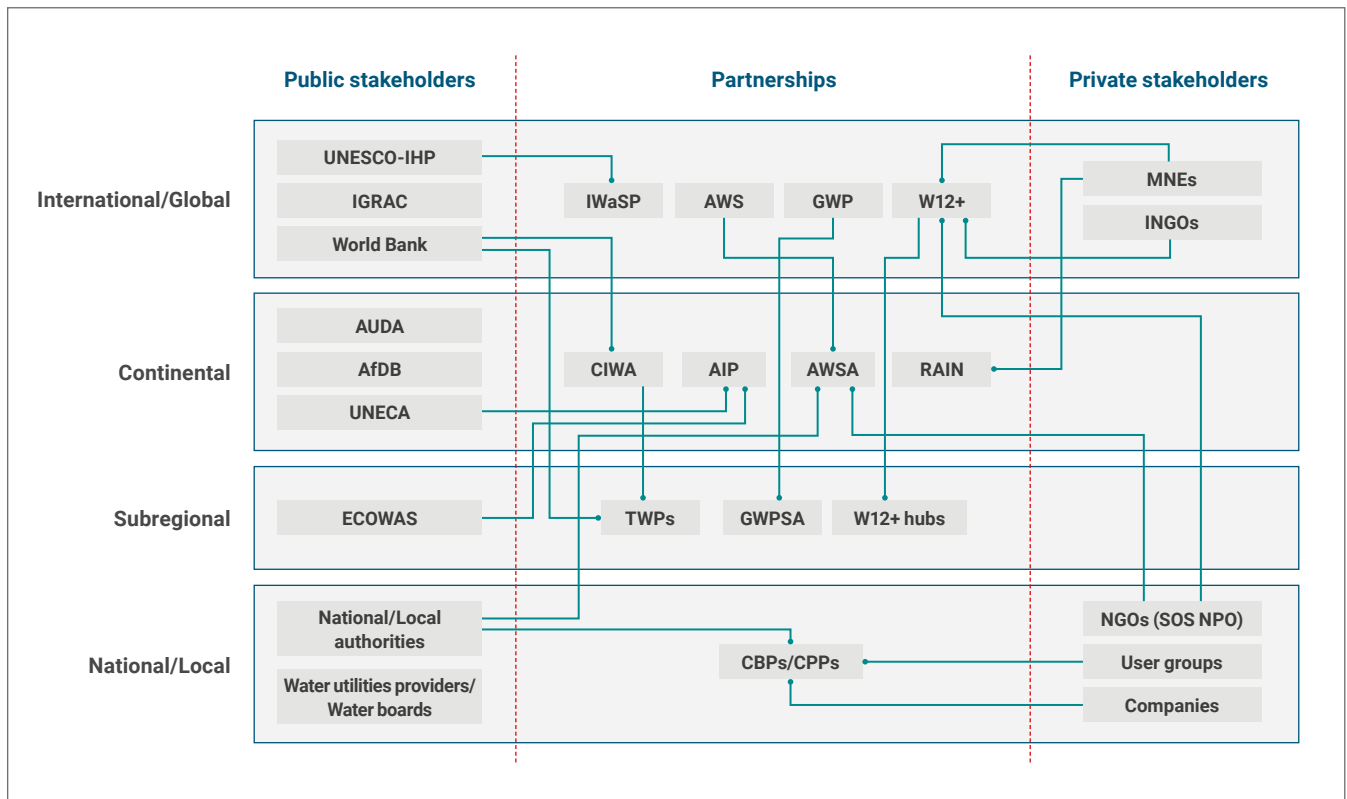 Public stakeholders
Partnerships
Private stakeholders
International/Global
UNESCO-IHP
IGRAC
World Bank
IWaSP
AWS
GWP
W12+
MNEs
INGOs
Continental
AUDA
AfDB
UNECA
CIWA
AIP
AWSA
RAIN
Subregional
ECOWAS
TWPs
GWPSA
W12+ hubs
National/Local
National/Local
authorities
Water utilities providers/
Water boards
CBPs/CPPs
NGOs (SOS NPO)
User groups
Companies